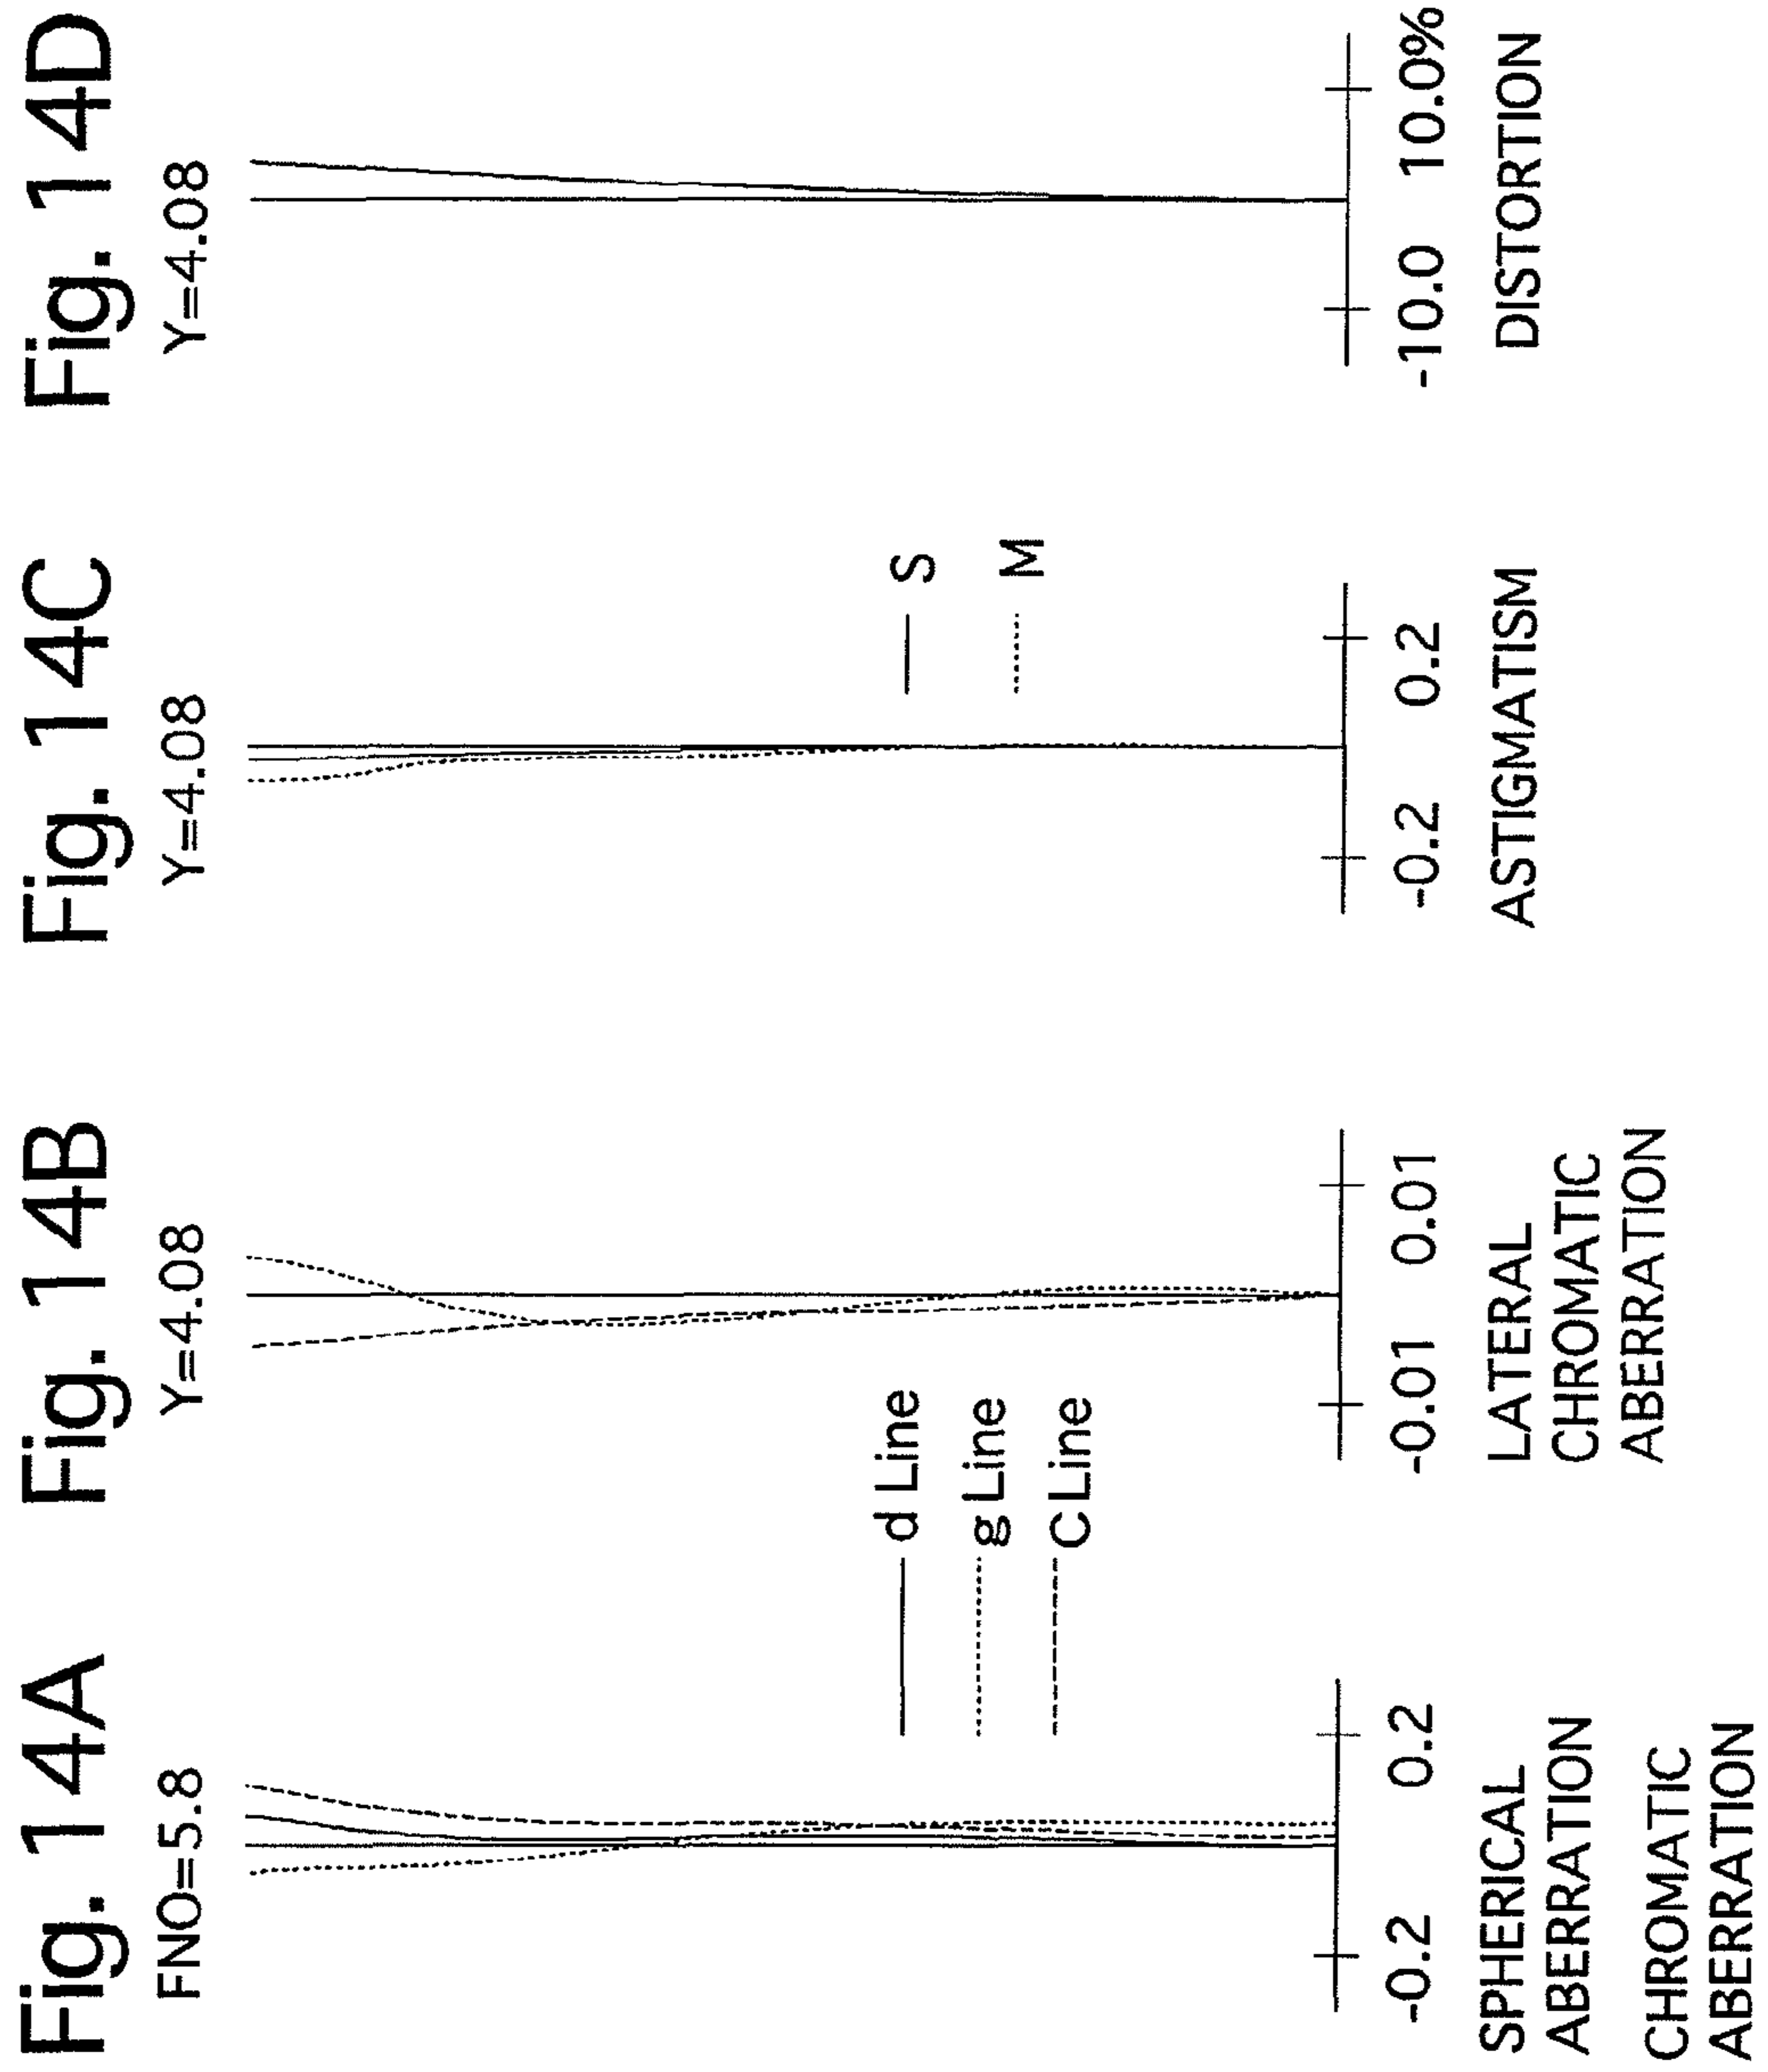 Fig. 14A
FNO=5.8
-0.2
0.2
SPHERICAL
ABERRATION
CHROMATIC
ABERRATION
d Line
g Line
C Line
Fig. 14B
Y=4.08
-0.01
0.01
LATERAL
CHROMATIC
ABERRATION
Fig. 14C
Y=4.08
S
M
-0.2
0.2
ASTIGMATISM
Fig. 14D
Y=4.08
-10.0
10.0%
DISTORTION